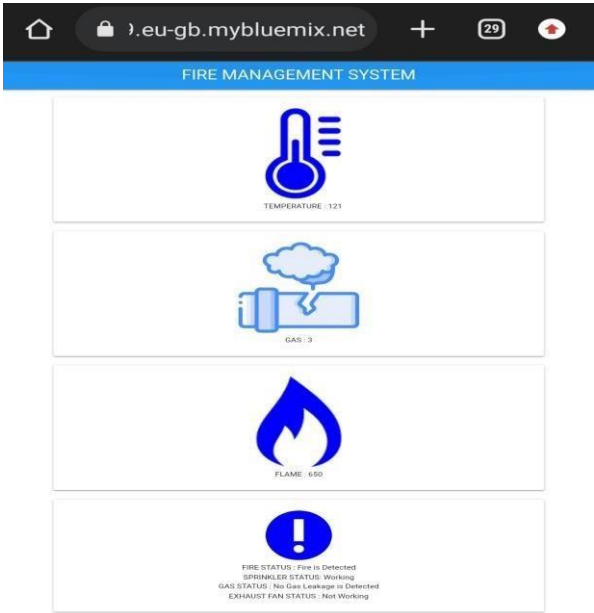 ).eu-gb.mybluemix.net
29
FIRE MANAGEMENT SYSTEM
TEMPERATURE : 121
GAS : 3
FLAME : 650
FIRE STATUS : Fire is Detected
SPRINKLER STATUS: Working
GAS STATUS : No Gas Leakage is Detected
EXHAUST FAN STATUS : Not Working